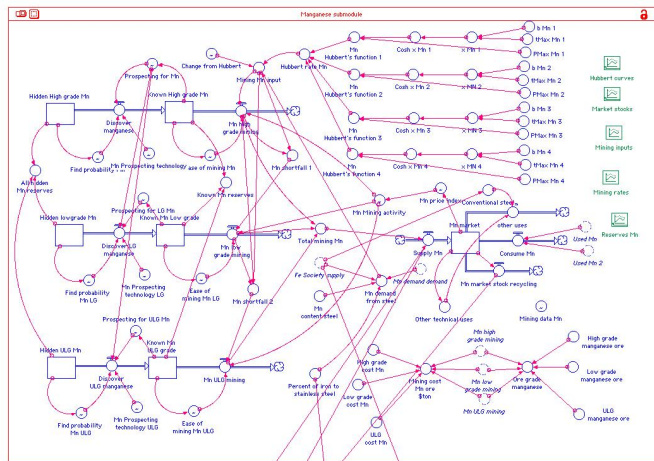 Manganese submodule
Change from Hubbert
Prospecting for Mn
Mining Mn input
Hubbert rate Mn
Mn
Hubbert's function 1
Cosh x Mn 1
x MN 1
b Mn 1
tMax Mn 1
PMax Mn 1
Mn
Hubbert's function 2
Cosh x Mn 2
x MN 2
b Mn 2
tMax Mn 2
PMax Mn 2
Mn
Hubbert's function 3
Cosh x Mn 3
x MN 3
b Mn 3
tMax Mn 3
PMax Mn 3
Mn
Hubbert's function 4
Cosh x Mn 4
x MN 4
b Mn 4
tMax Mn 4
PMax Mn 4
Hubbert curves
Market stocks
Mining inputs
Mining rates
Reserves Mn
Hidden High grade Mn
Known High grade Mn
Discover
manganese
Mn high
grade mining
Find probability
Mn Prospecting technology
Ease of mining Mn
Mn shortfall 1
All hidden
Mn reserves
Known Mn reserves
Mn Mining activity
Mn price index
Conventional steel
Hidden lowgrade Mn
Prospecting for LG Mn
Known Mn Low grade
Discover LG
manganese
Mn low
grade mining
Total mining Mn
Supply Mn
Mn market
other uses
Consume Mn
Used Mn
Used Mn 2
Find probability
Mn LG
Mn Prospecting
technology LG
Ease of
mining Mn LG
Mn shortfall 2
Fe Society supply
Mn demand demand
Mn demand
from steel
Mn market stock recycling
Mn
content steel
Other technical uses
Mining data Mn
Prospecting for ULG Mn
Hidden ULG Mn
Known Mn
ULG grade
Discover
ULG manganese
Mn ULG mining
Find probability
Mn ULG
Mn Prospecting
technology ULG
Ease of
mining Mn ULG
Percent of iron to
stainless steel
High grade
cost Mn
Low grade
cost Mn
ULG
cost Mn
Mining cost
Mn ore
$ton
Mn high
grade mining
Mn low
grade mining
Mn ULG mining
Ore grade
manganese
High grade
manganese ore
Low grade
manganese ore
ULG
manganese ore